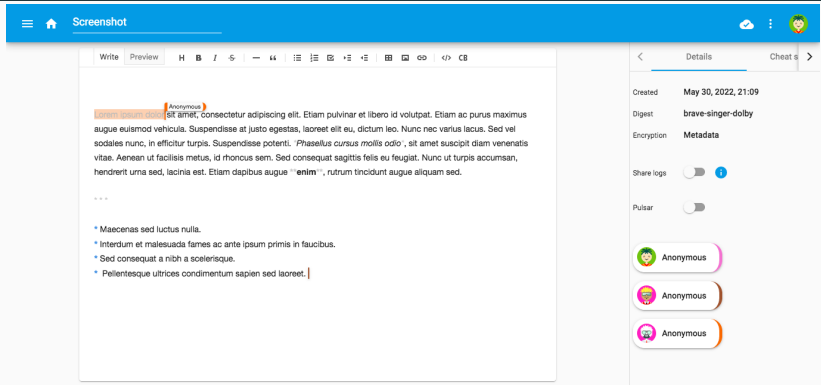 Screenshot
Write Preview H B I S — “ </> CB
Details Cheat s
Anonymous
Lorem ipsum dolor sit amet, consectetur adipiscing elit. Etiam pulvinar et libero id volutpat. Etiam ac purus maximus
augue euismod vehicula. Suspendisse at justo egestas, laoreet elit eu, dictum leo. Nunc nec varius lacus. Sed vel
sodales nunc, in efficitur turpis. Suspendisse potenti. *Phasellus cursus mollis odio*, sit amet suscipit diam venenatis
vitae. Aenean ut facilisis metus, id rhoncus sem. Sed consequat sagittis felis eu feugiat. Nunc ut turpis accumsan,
hendrerit urna sed, lacinia est. Etiam dapibus augue **enim**, rutrum tincidunt augue aliquam sed.
***
* Maecenas sed luctus nulla.
* Interdum et malesuada fames ac ante ipsum primis in faucibus.
* Sed consequat a nibh a scelerisque.
* Pellentesque ultrices condimentum sapien sed laoreet.
Created May 30, 2022, 21:09
Digest brave-singer-dolby
Encryption Metadata
Share logs
Pulsar
Anonymous
Anonymous
Anonymous